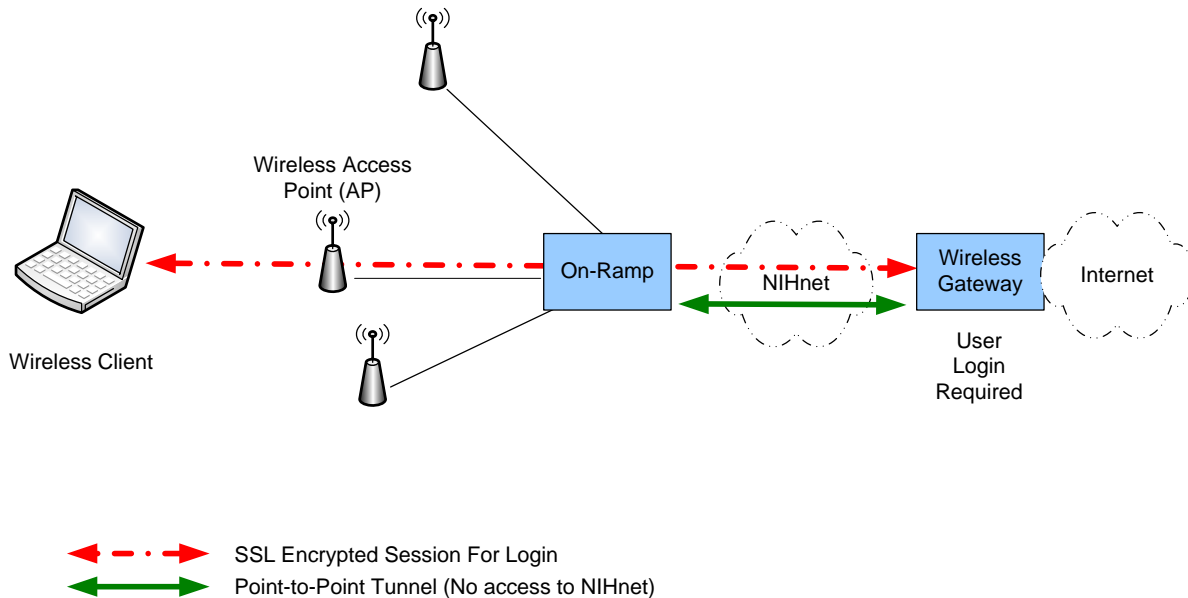 Wireless Access
Point (AP)
On-Ramp
NIHnet
Wireless
Gateway
Internet
Wireless Client
User
Login
Required
SSL Encrypted Session For Login
Point-to-Point Tunnel (No access to NIHnet)